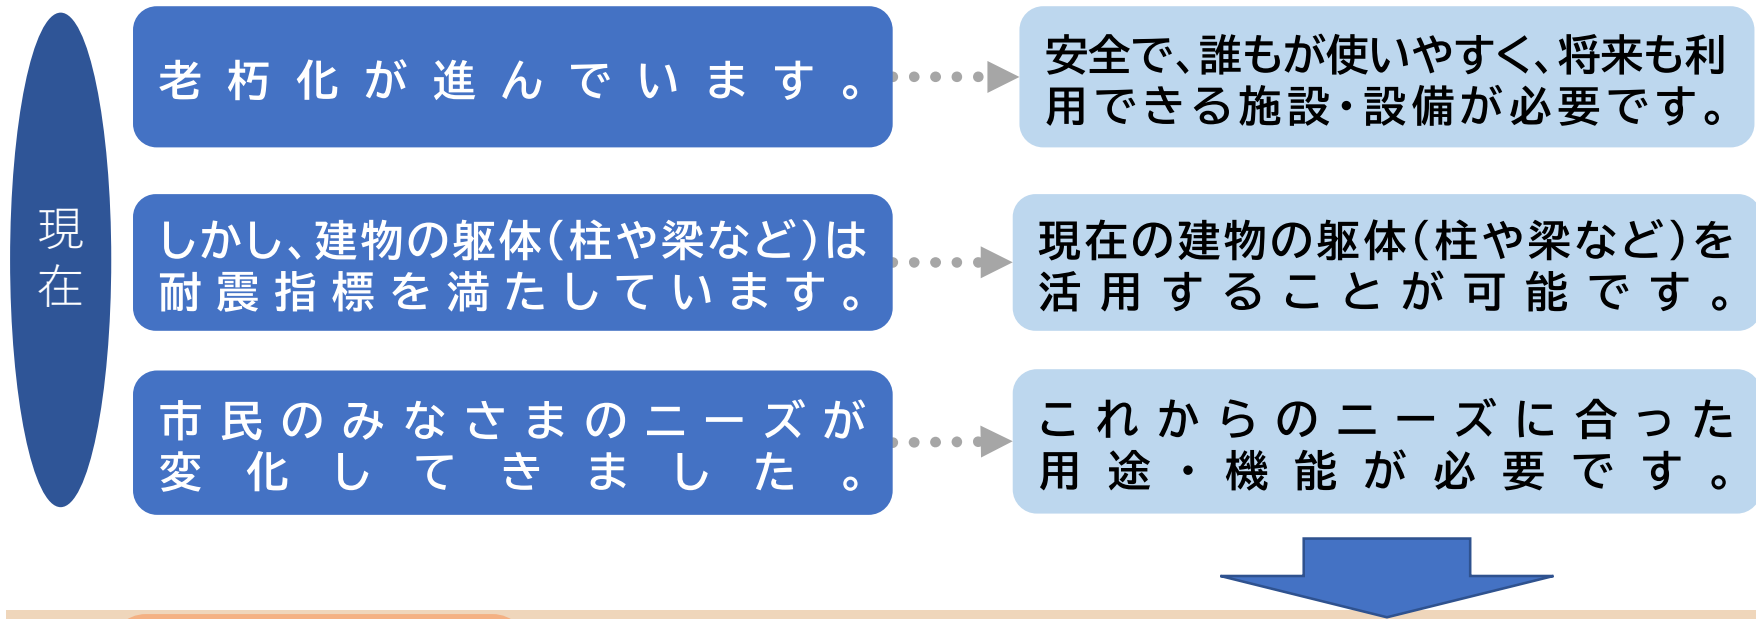 現在
老朽化が進んでいます。
安全で、誰もが使いやすく、将来も利
用できる施設・設備が必要です。
しかし、建物の躯体(柱や梁など)は
耐震指標を満たしています。
現在の建物の躯体(柱や梁など)を
活用することが可能です。
市民のみなさまのニーズが
変化してきました。
これからのニーズに合った
用途・機能が必要です。